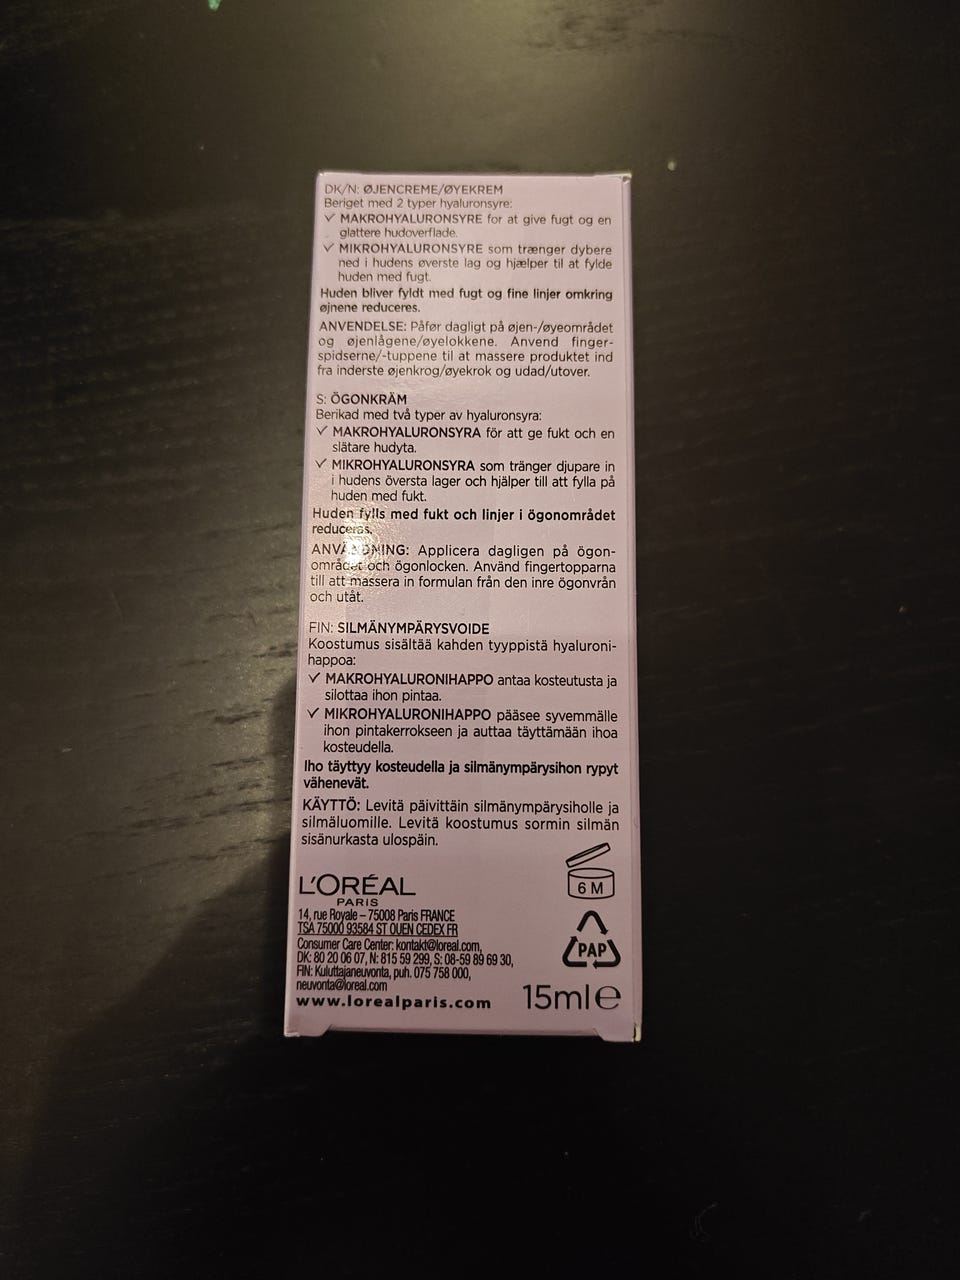 DK/N: ØJENCREME/ØYEKREM
Beriget med 2 typer hyaluronsyre:
✓ MAKROHYALURONSYRE for at give fugt og en
glattere hudoverflade.
✓ MIKROHYALURONSYRE som trænger dybere
ned i hudens øverste lag og hjælper til at fylde
huden med fugt.
Huden bliver fyldt med fugt og fine linjer omkring
øjnene reduceres.
ANVENDELSE: Påfør dagligt på øjen-/øyeområdet
og øjenlågene/øyelokkene. Anvend finger-
spidserne/-tuppene til at massere produktet ind
fra inderste øjenkrog/øyekrok og udad/utover.
S: ÖGONKRÄM
Berikad med två typer av hyaluronsyra:
✓ MAKROHYALURONSYRA för att ge fukt och en
slätare hudyta.
✓ MIKROHYALURONSYRA som tränger djupare in
i hudens översta lager och hjälper till att fylla på
huden med fukt.
Huden fylls med fukt och linjer i ögonområdet
reduceras.
ANVÄNDNING: Applicera dagligen på ögon-
området och ögonlocken. Använd fingertopparna
till att massera in formulan från den inre ögonvrån
och utåt.
FIN: SILMÄNYMPÄRYSVOIDE
Koostumus sisältää kahden tyyppistä hyaluroni-
happoa:
✓ MAKROHYALURONIHAPPO antaa kosteutusta ja
silottaa ihon pintaa.
✓ MIKROHYALURONIHAPPO pääsee syvemmälle
ihon pintakerrokseen ja auttaa täyttämään ihoa
kosteudella.
Iho täyttyy kosteudella ja silmänympärysihon rypyt
vähenevät.
KÄYTTÖ: Levitä päivittäin silmänympärysiholle ja
silmäluomille. Levitä koostumus sormin silmän
sisänurkasta ulospäin.
L'ORÉAL
PARIS
14, rue Royale – 75008 Paris FRANCE
TSA 75000 93584 ST OUEN CEDEX FR
Consumer Care Center: kontakt@loreal.com,
DK: 80 20 06 07, N: 815 59 299, S: 08-59 89 69 30,
FIN: Kuluttajaneuvonta, puh. 075 758 000,
neuvonta@loreal.com
www.lorealparis.com
6 M
PAP
15ml e